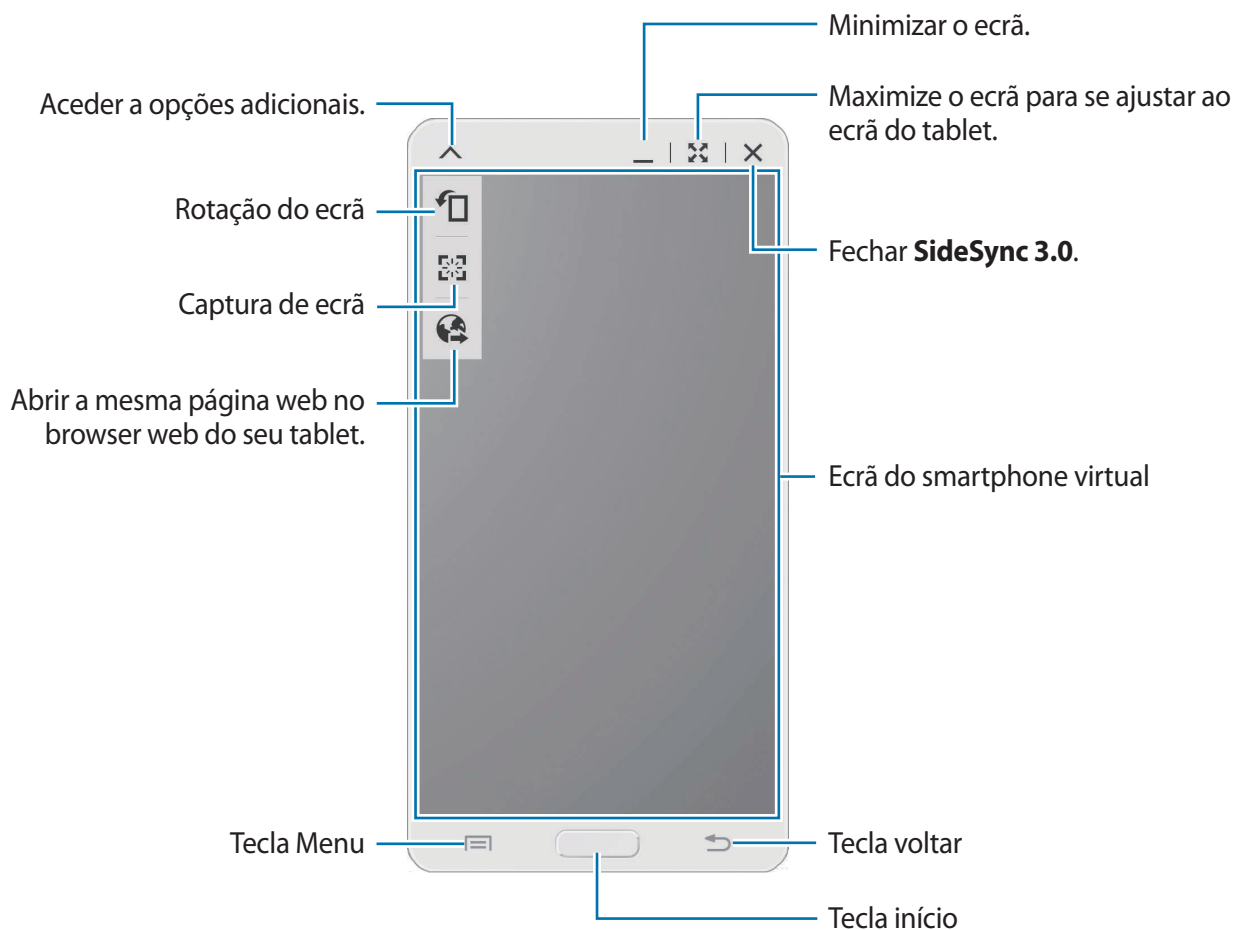 Minimizar o ecrã.
Aceder a opções adicionais.
Maximize o ecrã para se ajustar ao
ecrã do tablet.
Rotação do ecrã
Fechar SideSync 3.0.
Captura de ecrã
Abrir a mesma página web no
browser web do seu tablet.
Ecrã do smartphone virtual
Tecla Menu
Tecla voltar
Tecla início